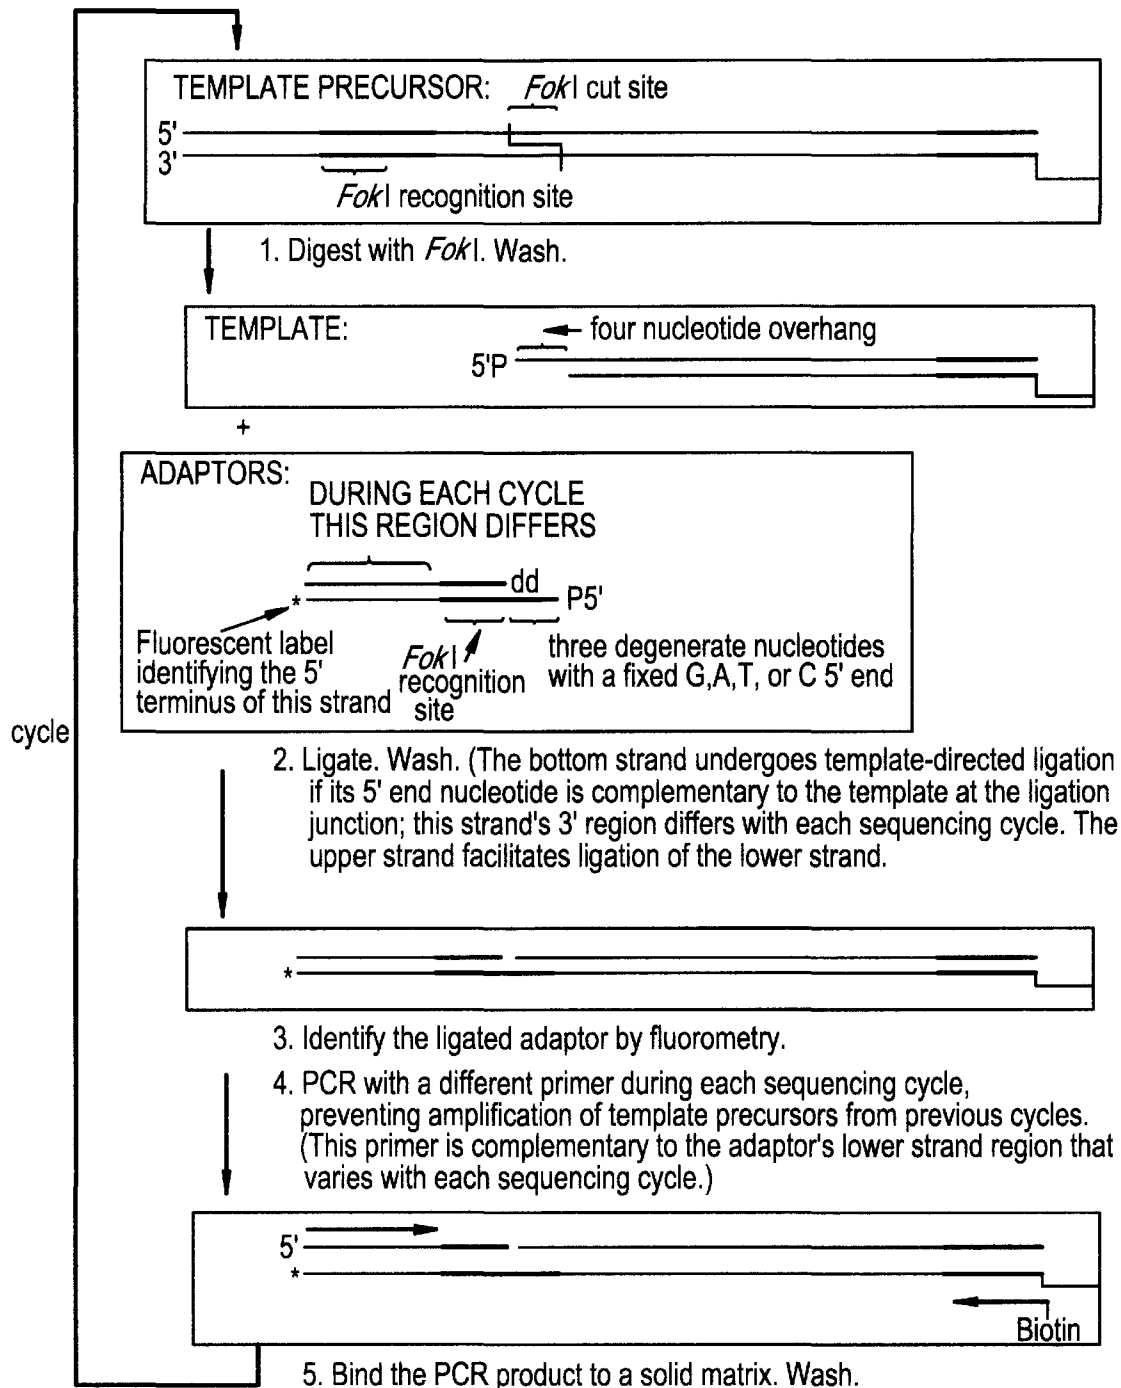 TEMPLATE PRECURSOR: FokI cut site
5'
3'
FokI recognition site
1. Digest with FokI. Wash.
TEMPLATE:
four nucleotide overhang
5'P
+
ADAPTORS:
DURING EACH CYCLE
THIS REGION DIFFERS
dd
* P5'
Fluorescent label
identifying the 5'
terminus of this strand
FokI
recognition
site
three degenerate nucleotides
with a fixed G,A,T, or C 5' end
cycle
2. Ligate. Wash. (The bottom strand undergoes template-directed ligation
if its 5' end nucleotide is complementary to the template at the ligation
junction; this strand's 3' region differs with each sequencing cycle. The
upper strand facilitates ligation of the lower strand.
*
3. Identify the ligated adaptor by fluorometry.
4. PCR with a different primer during each sequencing cycle,
preventing amplification of template precursors from previous cycles.
(This primer is complementary to the adaptor's lower strand region that
varies with each sequencing cycle.)
5'
*
Biotin
5. Bind the PCR product to a solid matrix. Wash.